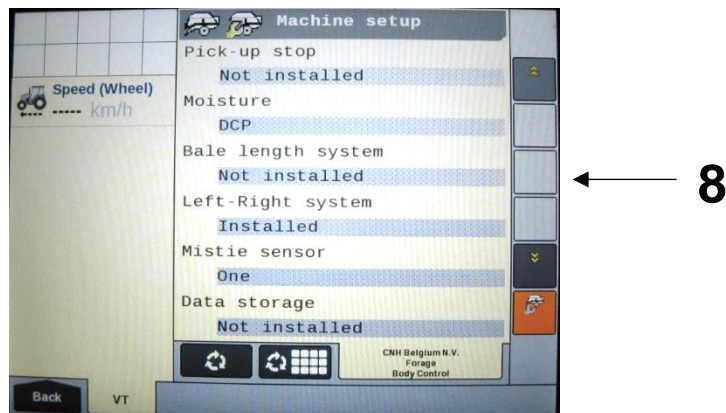 Machine setup
Pick-up stop
Not installed
Speed (Wheel)
----- km/h
Moisture
DCP
Bale length system
Not installed
Left-Right system
Installed
Mistie sensor
One
Data storage
Not installed
CNH Belgium N.V.
Forage
Body Control
Back
VT
8